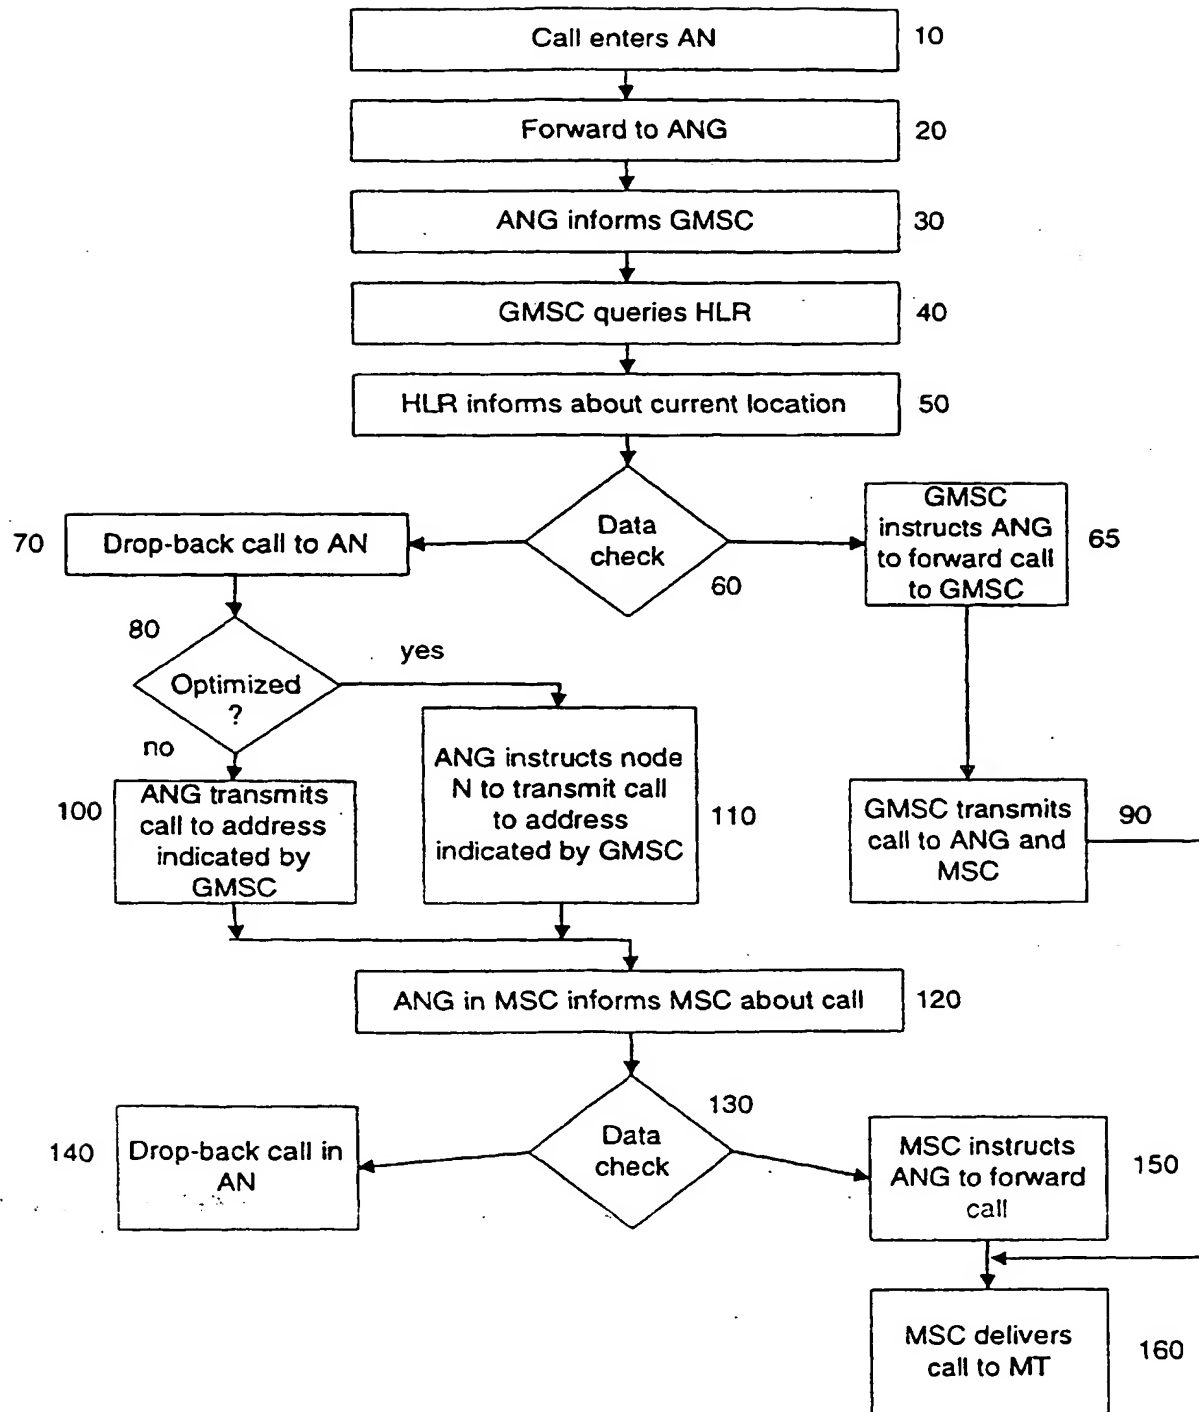 Call enters AN
10
Forward to ANG
20
ANG informs GMSC
30
GMSC queries HLR
40
HLR informs about current location
50
Data
check
60
GMSC
instructs ANG
to forward call
to GMSC
65
70
Drop-back call to AN
80
Optimized
?
yes
no
100
ANG transmits
call to address
indicated by
GMSC
ANG instructs node
N to transmit call
to address
indicated by GMSC
110
GMSC transmits
call to ANG and
MSC
90
ANG in MSC informs MSC about call
120
Data
check
130
140
Drop-back call in
AN
MSC instructs
ANG to forward
call
150
MSC delivers
call to MT
160